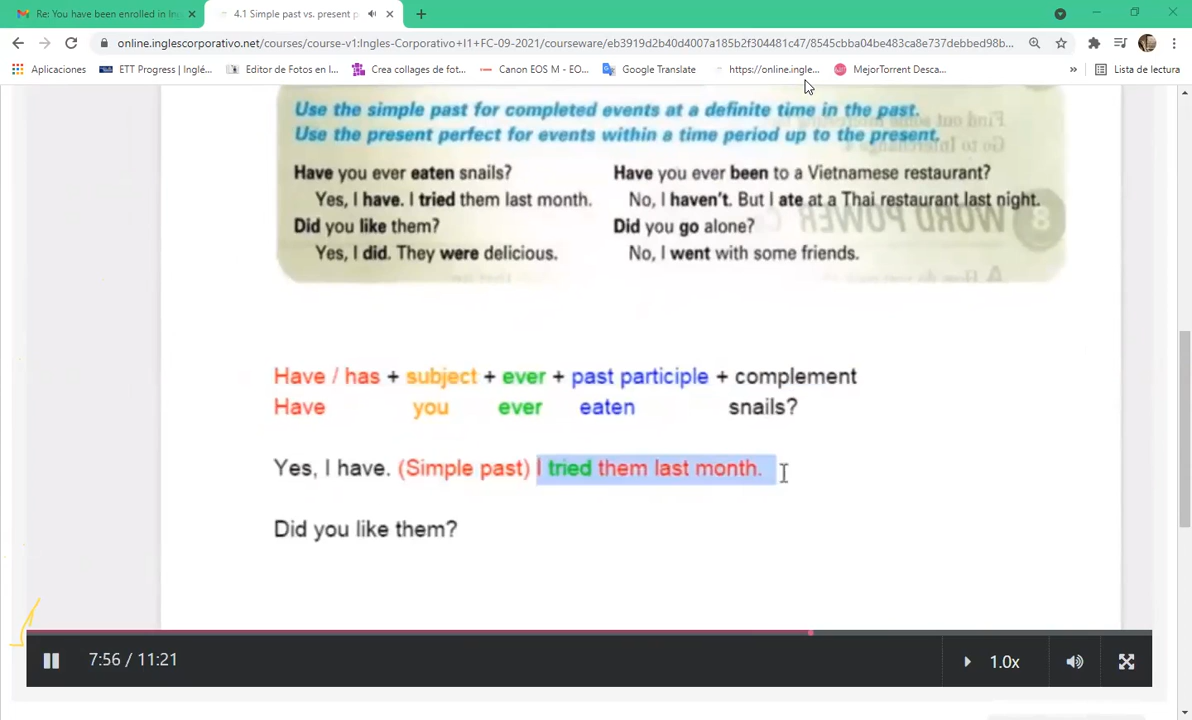 Re: You have been enrolled in Ing
4.1 Simple past vs. present p
online.inglescorporativo.net/courses/course-v1:Ingles-Corporativo+I1+FC-09-2021/courseware/eb3919d2b40d4007a185b2f304481c47/8545cbba04be483ca8e737debbed98b...
Aplicaciones
ETT Progress | Inglé...
Editor de Fotos en l...
Crea collages de fot...
Canon EOS M - EO...
Google Translate
https://online.ingle...
MejorTorrent Desca...
»
Lista de lectura
Use the simple past for completed events at a definite time in the past.
Use the present perfect for events within a time period up to the present.
Have you ever eaten snails?
Yes, I have. I tried them last month.
Did you like them?
Yes, I did. They were delicious.
Have you ever been to a Vietnamese restaurant?
No, I haven't. But I ate at a Thai restaurant last night.
Did you go alone?
No, I went with some friends.
8 WORD POWER
Have / has + subject + ever + past participle + complement
Have you ever eaten snails?
Yes, I have. (Simple past) I tried them last month.
Did you like them?
7:56 / 11:21
1.0x